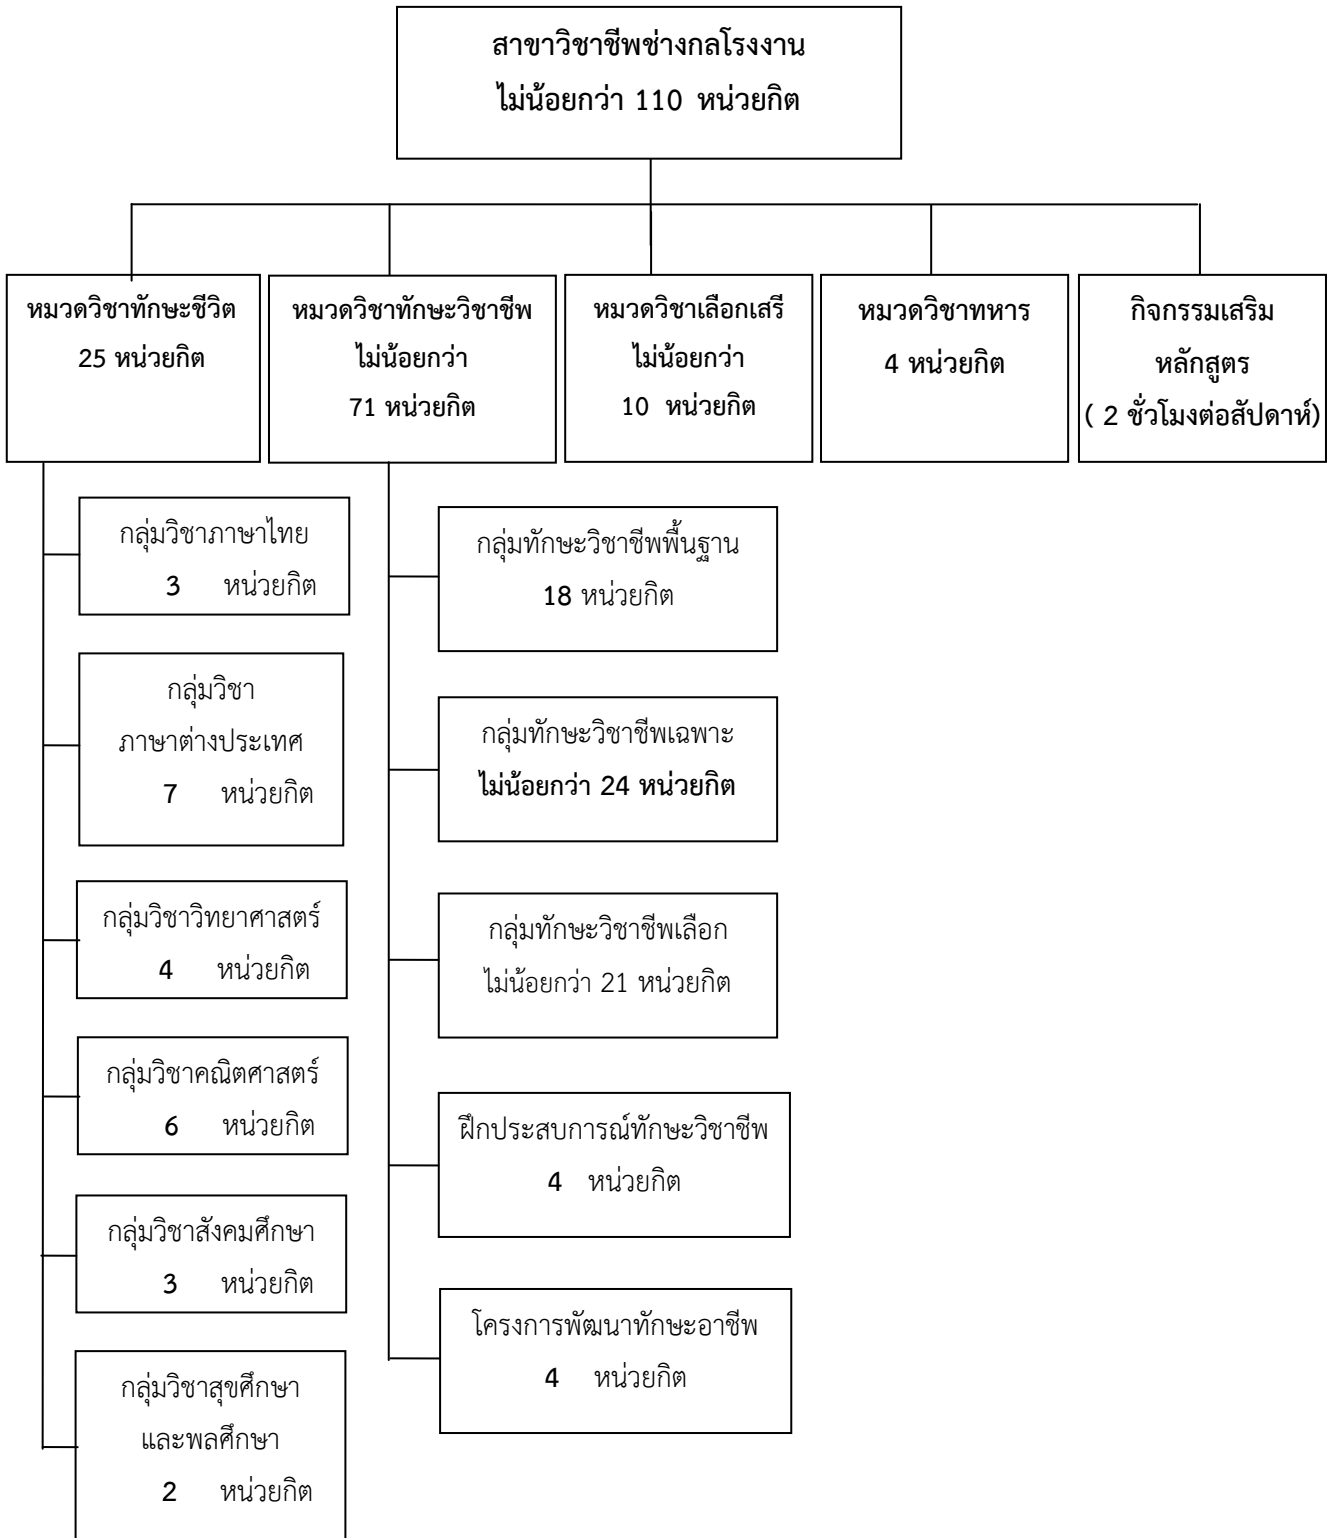 สาขาวิชาชีพช่างกลโรงงาน
ไม่น้อยกว่า 110 หน่วยกิต
หมวดวิชาทักษะชีวิต
25 หน่วยกิต
หมวดวิชาทักษะวิชาชีพ
ไม่น้อยกว่า
71 หน่วยกิต
หมวดวิชาเลือกเสรี
ไม่น้อยกว่า
10 หน่วยกิต
หมวดวิชาทหาร
4 หน่วยกิต
กิจกรรมเสริม
หลักสูตร
( 2 ชั่วโมงต่อสัปดาห์)
กลุ่มวิชาภาษาไทย
3 หน่วยกิต
กลุ่มวิชา
ภาษาต่างประเทศ
7 หน่วยกิต
กลุ่มวิชาวิทยาศาสตร์
4 หน่วยกิต
กลุ่มวิชาคณิตศาสตร์
6 หน่วยกิต
กลุ่มวิชาสังคมศึกษา
3 หน่วยกิต
กลุ่มวิชาสุขศึกษา
และพลศึกษา
2 หน่วยกิต
กลุ่มทักษะวิชาชีพพื้นฐาน
18 หน่วยกิต
กลุ่มทักษะวิชาชีพเฉพาะ
ไม่น้อยกว่า 24 หน่วยกิต
กลุ่มทักษะวิชาชีพเลือก
ไม่น้อยกว่า 21 หน่วยกิต
ฝึกประสบการณ์ทักษะวิชาชีพ
4 หน่วยกิต
โครงการพัฒนาทักษะอาชีพ
4 หน่วยกิต